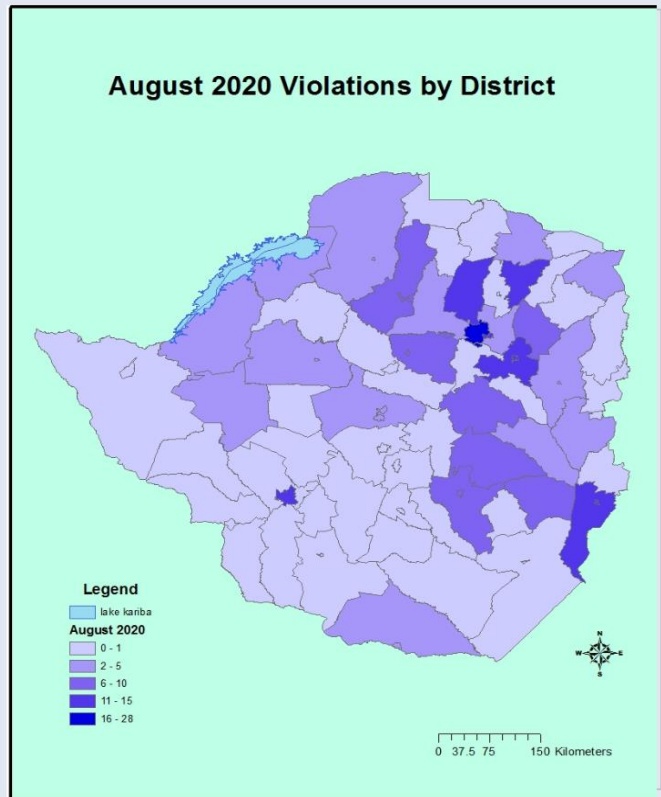 August 2020 Violations by District
Legend
lake kariba
August 2020
0 - 1
2 - 5
6 - 10
11 - 15
16 - 28
N
W E
S
0 37.5 75 150 Kilometers